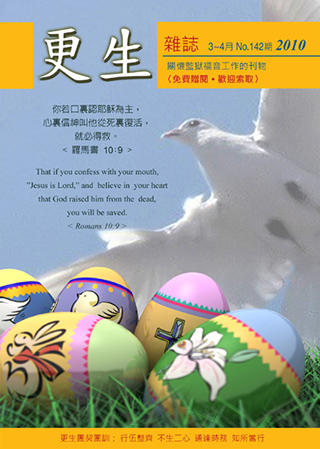 更生 雜誌 3~4月 No.142期 2010
關懷監獄福音工作的刊物
（免費贈閱•歡迎索取）
你若口裏認耶穌為主，
心裏信神叫他從死裏復活，
就必得救。
< 羅馬書 10:9 >
That if you confess with your mouth,
"Jesus is Lord," and believe in your heart
that God raised him from the dead,
you will be saved.
< Romans 10:9 >
更生團契團訓： 行伍整齊 不生二心 通達時務 知所當行